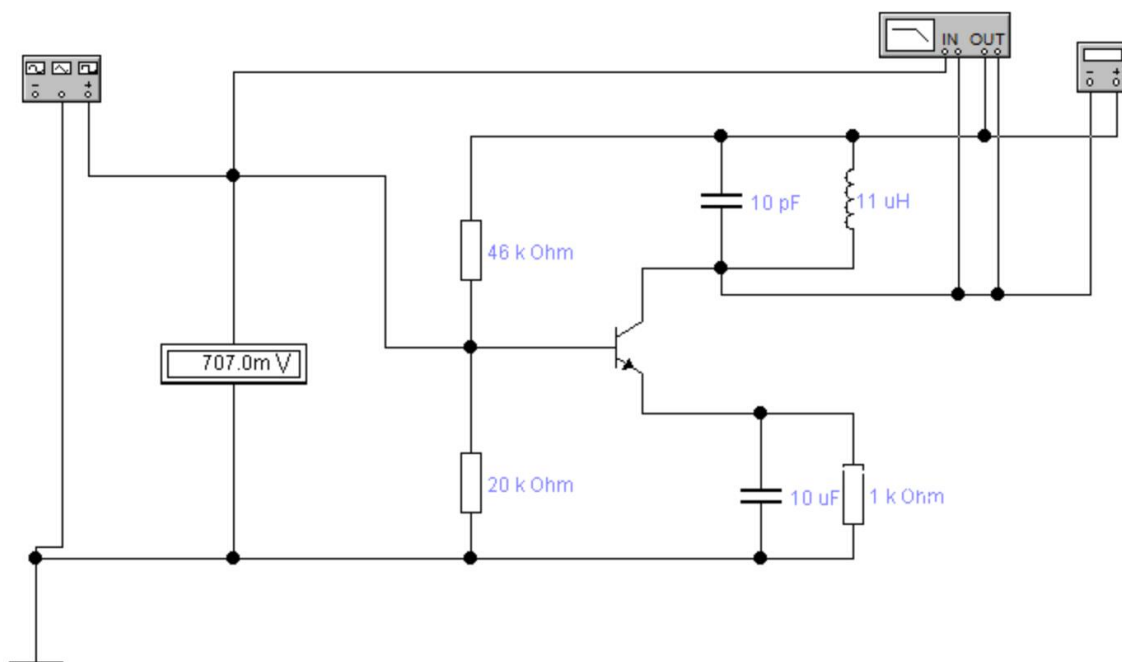 IN OUT
- +
- +
10 pF
11 uH
46 k Ohm
707.0m V
20 k Ohm
10 uF
1 k Ohm